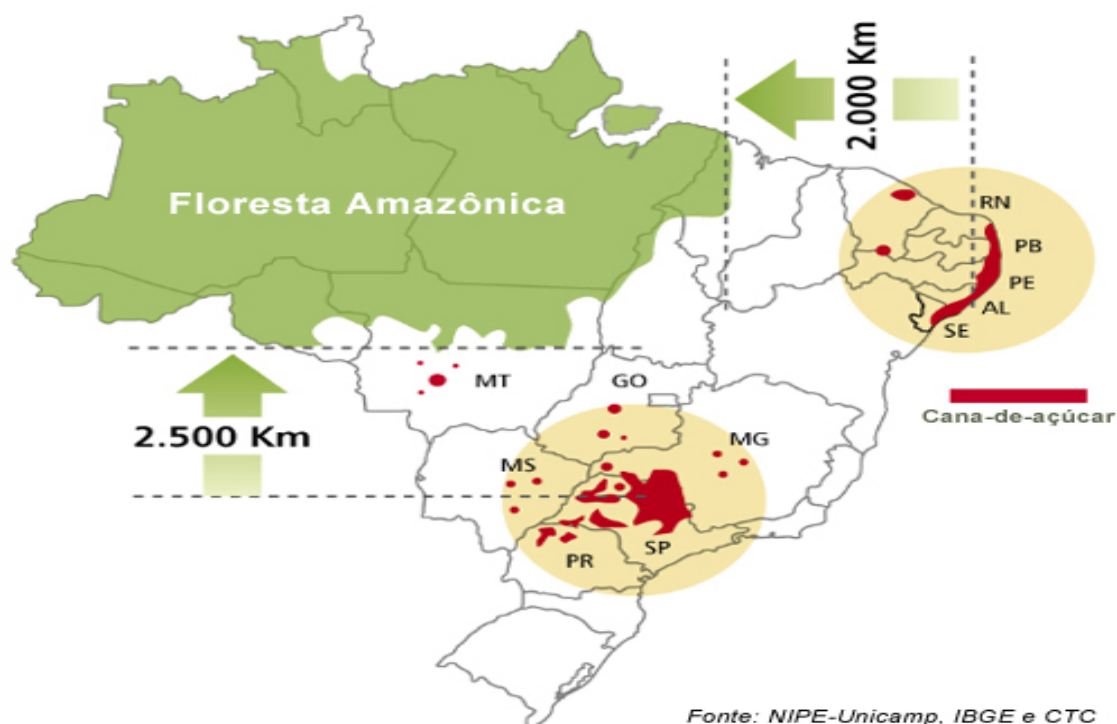 2.000 Km
Floresta Amazônica
RN
PB
PE
AL
SE
MT
GO
Cana-de-açúcar
2.500 Km
MG
MS
SP
PR
Fonte: NIPE-Unicamp, IBGE e CTC